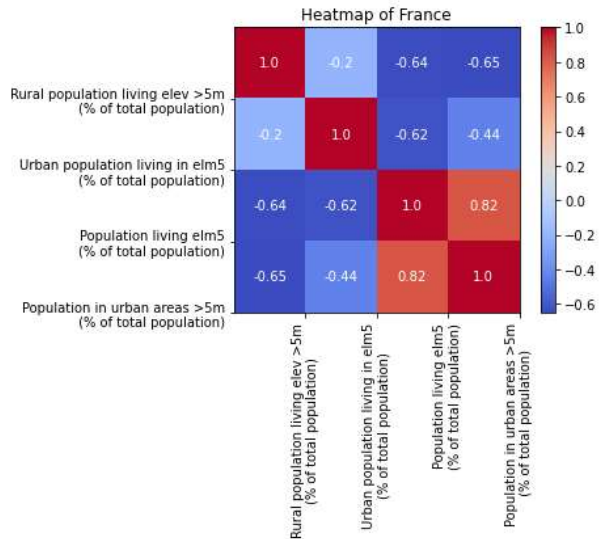 Heatmap of France
1.0 -0.2 -0.64 -0.65
Rural population living elev >5m
(% of total population)
-0.2 1.0 -0.62 -0.44
Urban population living in elm5
(% of total population)
-0.64 -0.62 1.0 0.82
Population living elm5
(% of total population)
-0.65 -0.44 0.82 1.0
Population in urban areas >5m
(% of total population)
Rural population living elev >5m
(% of total population)
Urban population living in elm5
(% of total population)
Population living elm5
(% of total population)
Population in urban areas >5m
(% of total population)
1.0
0.8
0.6
0.4
0.2
0.0
−0.2
−0.4
−0.6